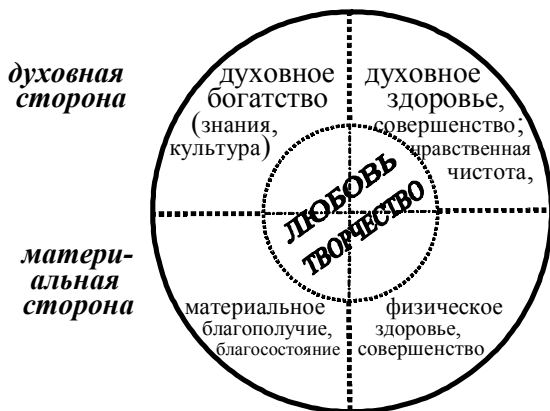 духовная
сторона
духовное
богатство
(знания,
культура)
духовное
здоровье,
совершенство;
нравственная
чистота,
ЛЮБОВЬ
ТВОРЧЕСТВО
матери-
альная
сторона
материальное
благополучие,
благосостояние
физическое
здоровье,
совершенство